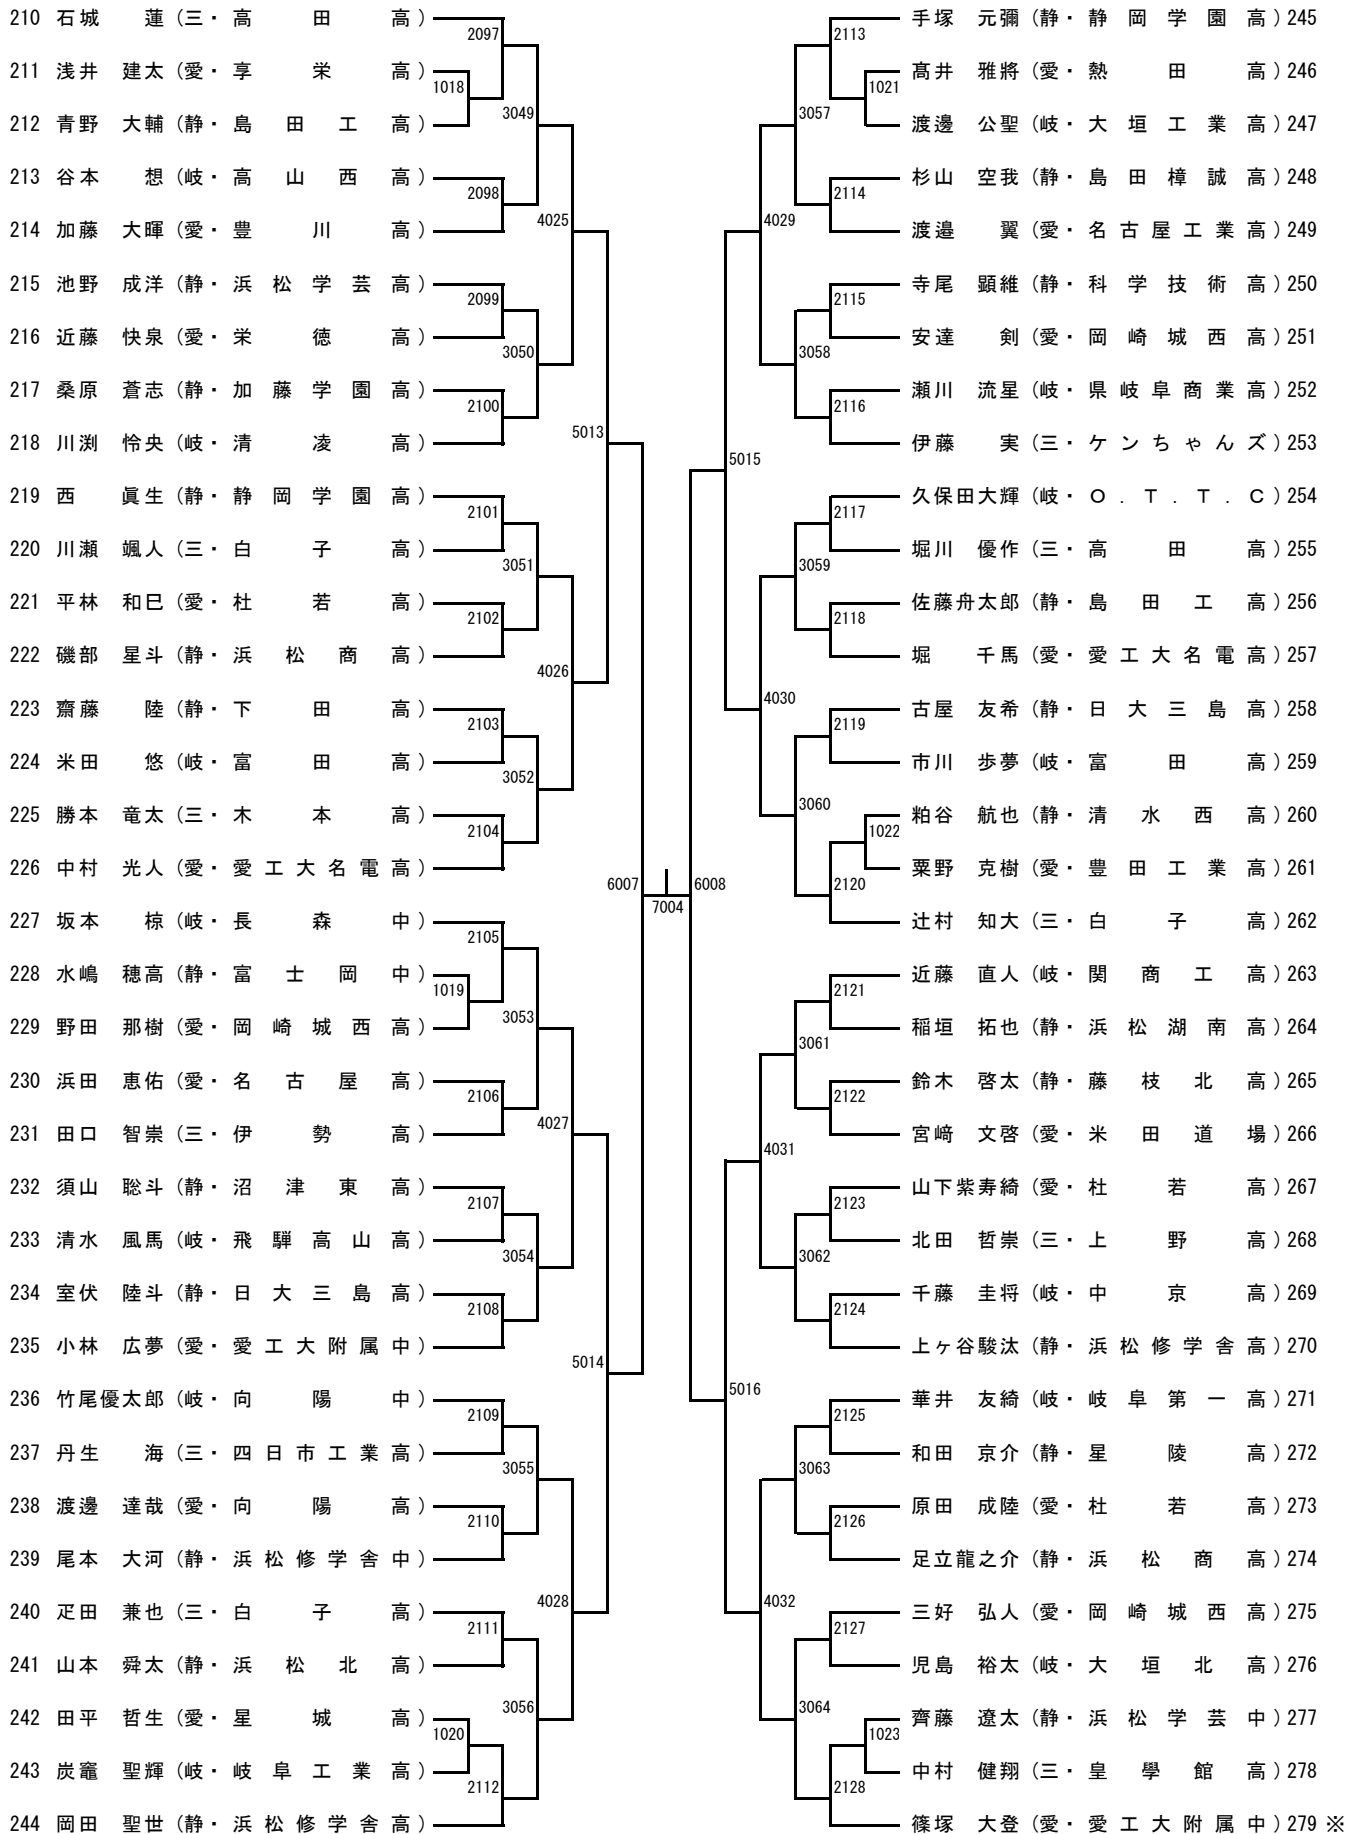 210 石城 蓮 (三・高田高)
211 浅井 建太 (愛・享栄高)
212 青野 大輔 (静・島田工高)
213 谷本 想 (岐・高山西高)
214 加藤 大暉 (愛・豊川高)
215 池野 成洋 (静・浜松学芸高)
216 近藤 快泉 (愛・栄徳高)
217 桑原 蒼志 (静・加藤学園高)
218 川渕 怜央 (岐・清凌高)
219 西 眞生 (静・静岡学園高)
220 川瀬 颯人 (三・白子高)
221 平林 和巳 (愛・杜若高)
222 磯部 星斗 (静・浜松商高)
223 齋藤 陸 (静・下田高)
224 米田 悠 (岐・富田高)
225 勝本 竜太 (三・木本高)
226 中村 光人 (愛・愛工大名電高)
227 坂本 椋 (岐・長森中)
228 水嶋 穂高 (静・富士岡中)
229 野田 那樹 (愛・岡崎城西高)
230 浜田 恵佑 (愛・名古屋高)
231 田口 智崇 (三・伊勢高)
232 須山 聡斗 (静・沼津東高)
233 清水 風馬 (岐・飛騨高山高)
234 室伏 陸斗 (静・日大三島高)
235 小林 広夢 (愛・愛工大附属中)
236 竹尾優太郎 (岐・向陽中)
237 丹生 海 (三・四日市工業高)
238 渡邊 達哉 (愛・向陽高)
239 尾本 大河 (静・浜松修学舎中)
240 疋田 兼也 (三・白子高)
241 山本 舜太 (静・浜松北高)
242 田平 哲生 (愛・星城高)
243 炭竈 聖輝 (岐・岐阜工業高)
244 岡田 聖世 (静・浜松修学舎高)
1018
1019
1020
2097
2098
2099
2100
2101
2102
2103
2104
2105
2106
2107
2108
2109
2110
2111
2112
3049
3050
3051
3052
3053
3054
3055
3056
4025
4026
4027
4028
5013
5014
6007
7004
6008
5015
5016
4029
4030
4031
4032
3057
3058
3059
3060
3061
3062
3063
3064
2113
2114
2115
2116
2117
2118
2119
2120
2121
2122
2123
2124
2125
2126
2127
2128
1021
1022
1023
手塚 元彌 (静・静岡学園高) 245
髙井 雅將 (愛・熱田高) 246
渡邊 公聖 (岐・大垣工業高) 247
杉山 空我 (静・島田樟誠高) 248
渡邉 翼 (愛・名古屋工業高) 249
寺尾 顕維 (静・科学技術高) 250
安達 剣 (愛・岡崎城西高) 251
瀬川 流星 (岐・県岐阜商業高) 252
伊藤 実 (三・ケンちゃんズ) 253
久保田大輝 (岐・O.T.T.C) 254
堀川 優作 (三・高田高) 255
佐藤舟太郎 (静・島田工高) 256
堀 千馬 (愛・愛工大名電高) 257
古屋 友希 (静・日大三島高) 258
市川 歩夢 (岐・富田高) 259
粕谷 航也 (静・清水西高) 260
粟野 克樹 (愛・豊田工業高) 261
辻村 知大 (三・白子高) 262
近藤 直人 (岐・関商工高) 263
稲垣 拓也 (静・浜松湖南高) 264
鈴木 啓太 (静・藤枝北高) 265
宮﨑 文啓 (愛・米田道場) 266
山下紫寿綺 (愛・杜若高) 267
北田 哲崇 (三・上野高) 268
千藤 圭将 (岐・中京高) 269
上ヶ谷駿汰 (静・浜松修学舎高) 270
華井 友綺 (岐・岐阜第一高) 271
和田 京介 (静・星陵高) 272
原田 成陸 (愛・杜若高) 273
足立龍之介 (静・浜松商高) 274
三好 弘人 (愛・岡崎城西高) 275
児島 裕太 (岐・大垣北高) 276
齊藤 遼太 (静・浜松学芸中) 277
中村 健翔 (三・皇學館高) 278
篠塚 大登 (愛・愛工大附属中) 279 ※